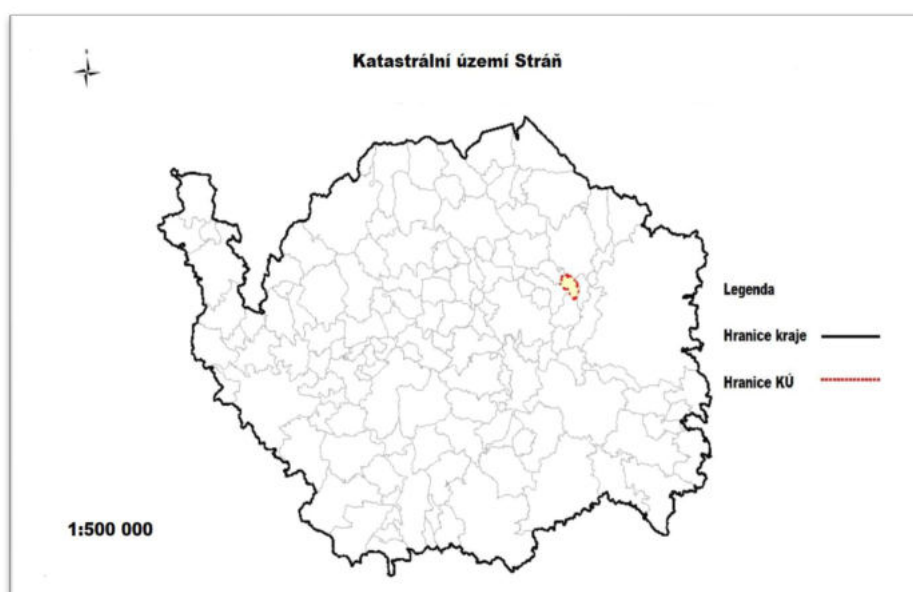 Katastrální území Stráň
Legenda
Hranice kraje
Hranice KÚ
1:500 000